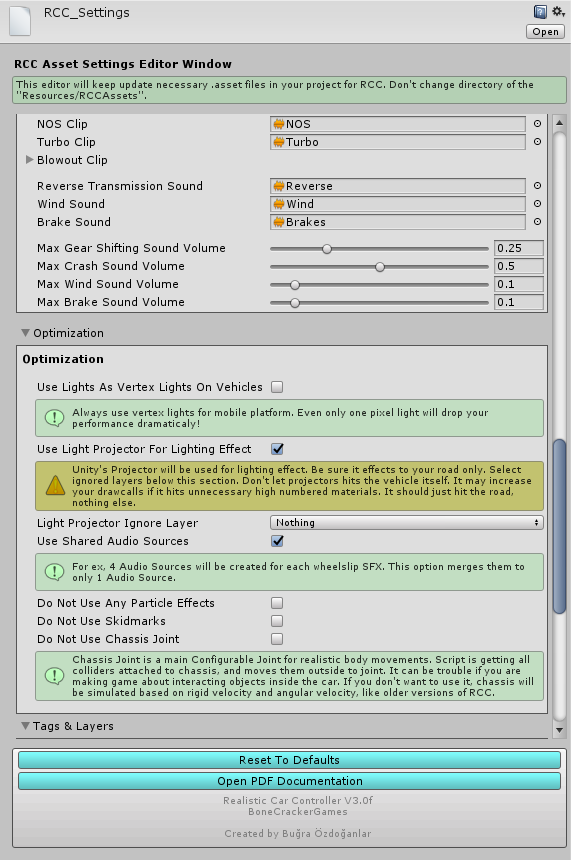 RCC_Settings
Open
RCC Asset Settings Editor Window
This editor will keep update necessary .asset files in your project for RCC. Don't change directory of the
"Resources/RCCAssets".
NOS Clip NOS
Turbo Clip Turbo
Blowout Clip
Reverse Transmission Sound Reverse
Wind Sound Wind
Brake Sound Brakes
Max Gear Shifting Sound Volume 0.25
Max Crash Sound Volume 0.5
Max Wind Sound Volume 0.1
Max Brake Sound Volume 0.1
Optimization
Optimization
Use Lights As Vertex Lights On Vehicles
Always use vertex lights for mobile platform. Even only one pixel light will drop your
performance dramaticaly!
Use Light Projector For Lighting Effect
Unity's Projector will be used for lighting effect. Be sure it effects to your road only. Select
ignored layers below this section. Don't let projectors hits the vehicle itself. It may increase
your drawcalls if it hits unnecessary high numbered materials. It should just hit the road,
nothing else.
Light Projector Ignore Layer Nothing
Use Shared Audio Sources
For ex, 4 Audio Sources will be created for each wheelslip SFX. This option merges them to
only 1 Audio Source.
Do Not Use Any Particle Effects
Do Not Use Skidmarks
Do Not Use Chassis Joint
Chassis Joint is a main Configurable Joint for realistic body movements. Script is getting all
colliders attached to chassis, and moves them outside to joint. It can be trouble if you are
making game about interacting objects inside the car. If you don't want to use it, chassis will
be simulated based on rigid velocity and angular velocity, like older versions of RCC.
Tags & Layers
Reset To Defaults
Open PDF Documentation
Realistic Car Controller V3.0f
BoneCrackerGames
Created by Buğra Özdoğanlar